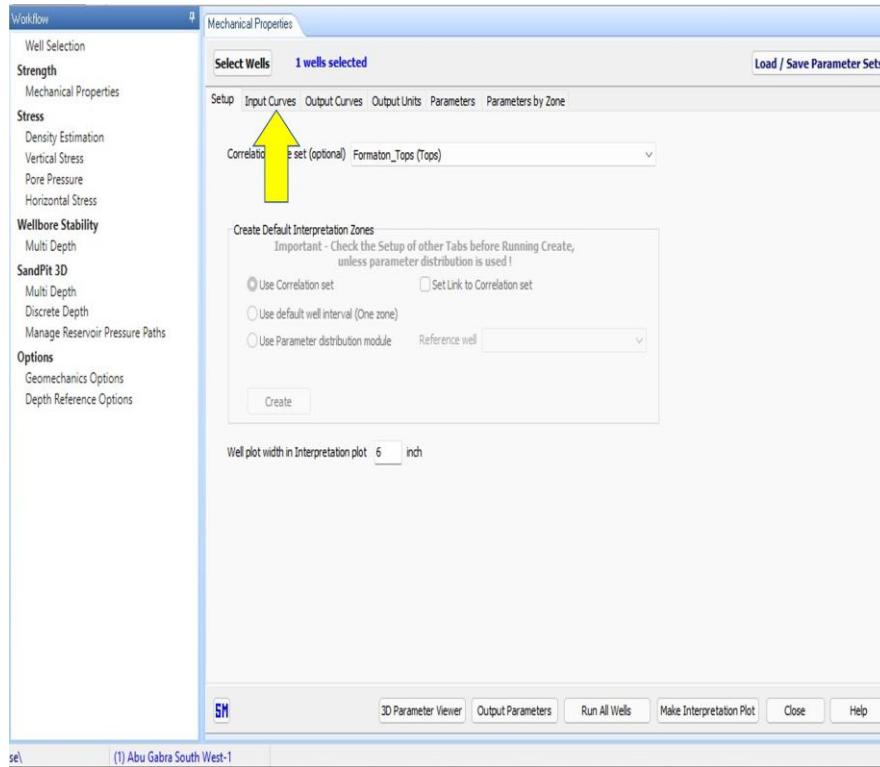 Workflow
Well Selection
Strength
Mechanical Properties
Stress
Density Estimation
Vertical Stress
Pore Pressure
Horizontal Stress
Wellbore Stability
Multi Depth
SandPit 3D
Multi Depth
Discrete Depth
Manage Reservoir Pressure Paths
Options
Geomechanics Options
Depth Reference Options
Mechanical Properties
Select Wells 1 wells selected Load / Save Parameter Sets
Setup Input Curves Output Curves Output Units Parameters Parameters by Zone
set (optional) Formaton_Tops (Tops)
Create Default Interpretation Zones
Important - Check the Setup of other Tabs before Running Create,
unless parameter distribution is used !
Use Correlation set Set Link to Correlation set
Use default well interval (One zone)
Use Parameter distribution module Reference well
Create
Well plot width in Interpretation plot 6 inch
SM 3D Parameter Viewer Output Parameters Run All Wells Make Interpretation Plot Close Help
se\ (1) Abu Gabra South West-1